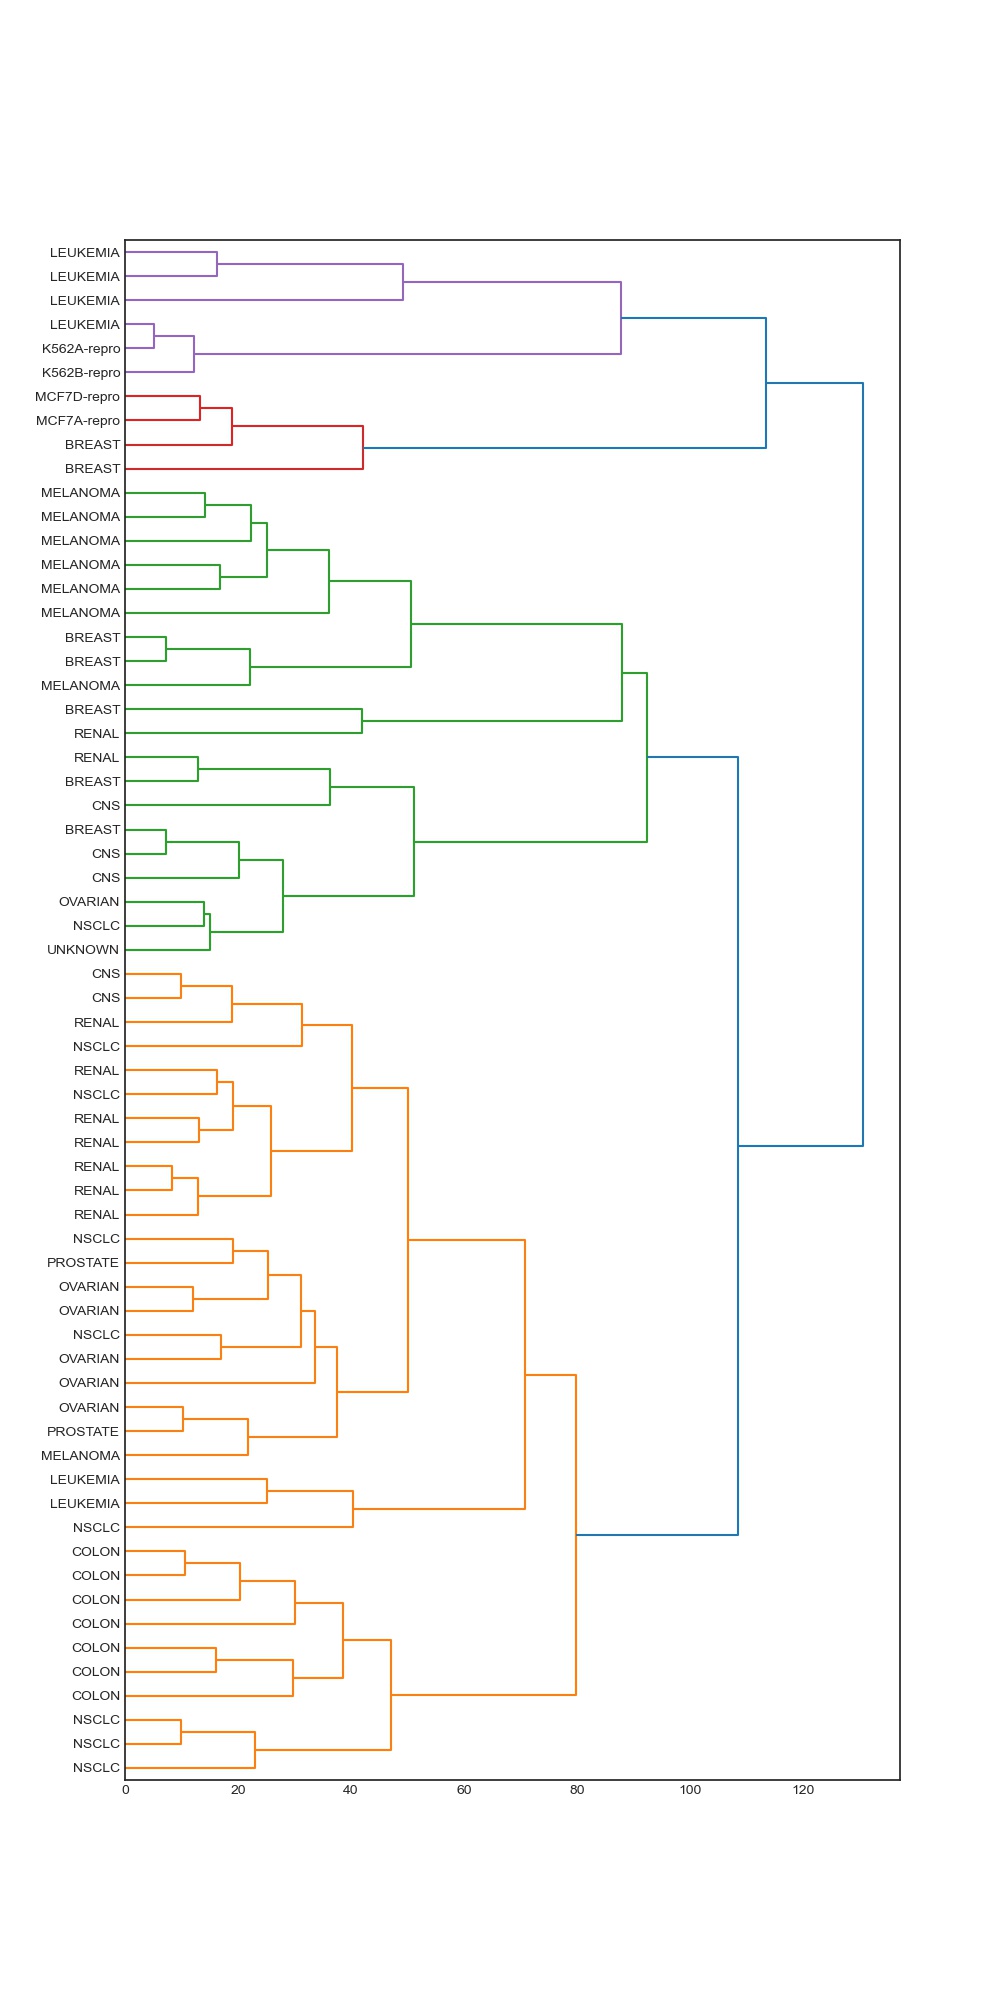 LEUKEMIA
LEUKEMIA
LEUKEMIA
LEUKEMIA
K562A-repro
K562B-repro
MCF7D-repro
MCF7A-repro
BREAST
BREAST
MELANOMA
MELANOMA
MELANOMA
MELANOMA
MELANOMA
MELANOMA
BREAST
BREAST
MELANOMA
BREAST
RENAL
RENAL
BREAST
CNS
BREAST
CNS
CNS
OVARIAN
NSCLC
UNKNOWN
CNS
CNS
RENAL
NSCLC
RENAL
NSCLC
RENAL
RENAL
RENAL
RENAL
RENAL
NSCLC
PROSTATE
OVARIAN
OVARIAN
NSCLC
OVARIAN
OVARIAN
OVARIAN
PROSTATE
MELANOMA
LEUKEMIA
LEUKEMIA
NSCLC
COLON
COLON
COLON
COLON
COLON
COLON
COLON
NSCLC
NSCLC
NSCLC
0 20 40 60 80 100 120